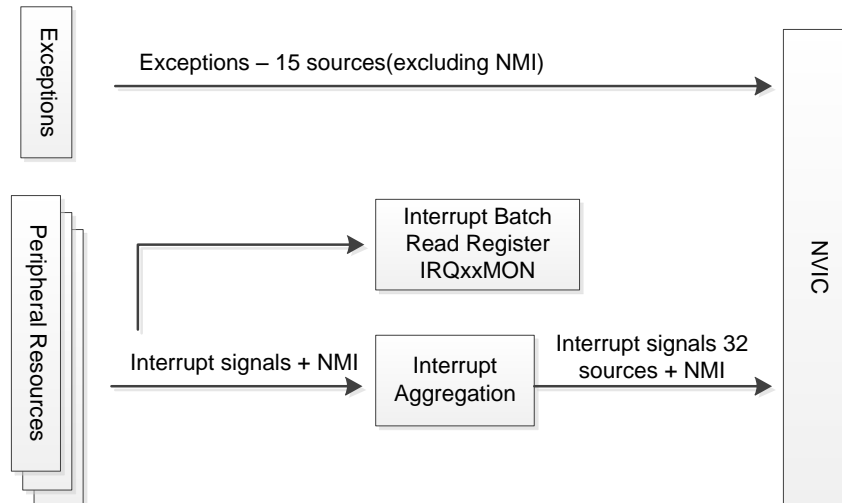 Exceptions
Exceptions – 15 sources(excluding NMI)
Peripheral Resources
Interrupt Batch
Read Register
IRQxxMON
Interrupt signals + NMI
Interrupt
Aggregation
Interrupt signals 32
sources + NMI
NVIC